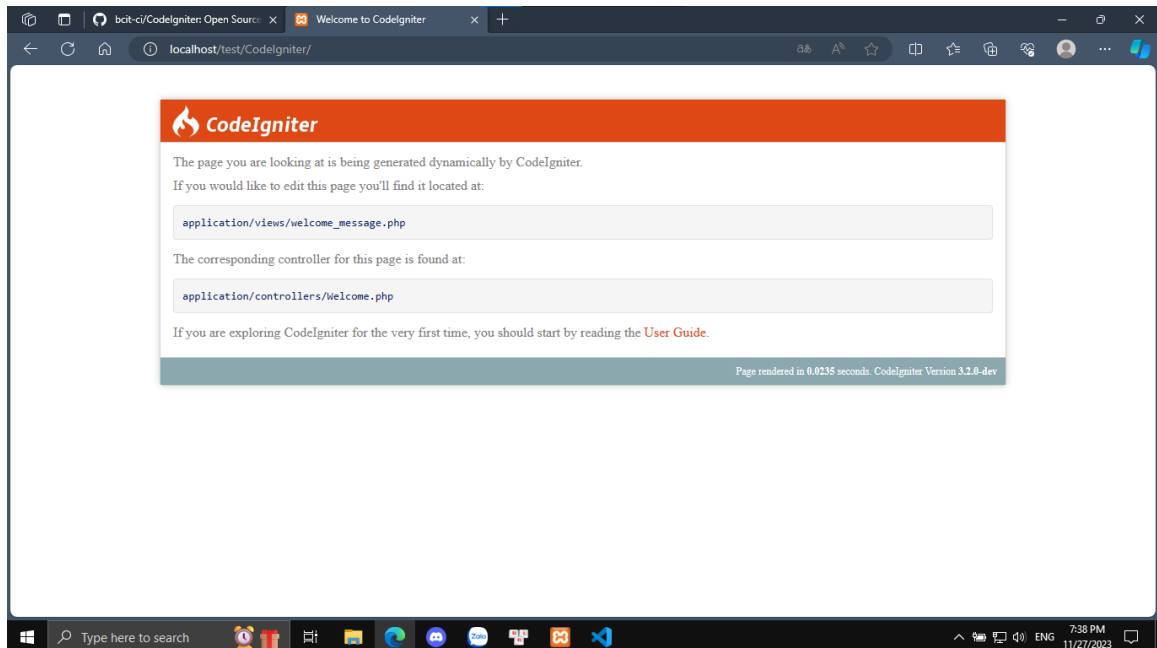 bcit-ci/CodeIgniter: Open Source
Welcome to CodeIgniter
localhost/test/CodeIgniter/
CodeIgniter
The page you are looking at is being generated dynamically by CodeIgniter.
If you would like to edit this page you'll find it located at:
application/views/welcome_message.php
The corresponding controller for this page is found at:
application/controllers/Welcome.php
If you are exploring CodeIgniter for the very first time, you should start by reading the User Guide.
Page rendered in 0.0235 seconds. CodeIgniter Version 3.2.0-dev
Type here to search
Zalo
ENG
7:38 PM
11/27/2023